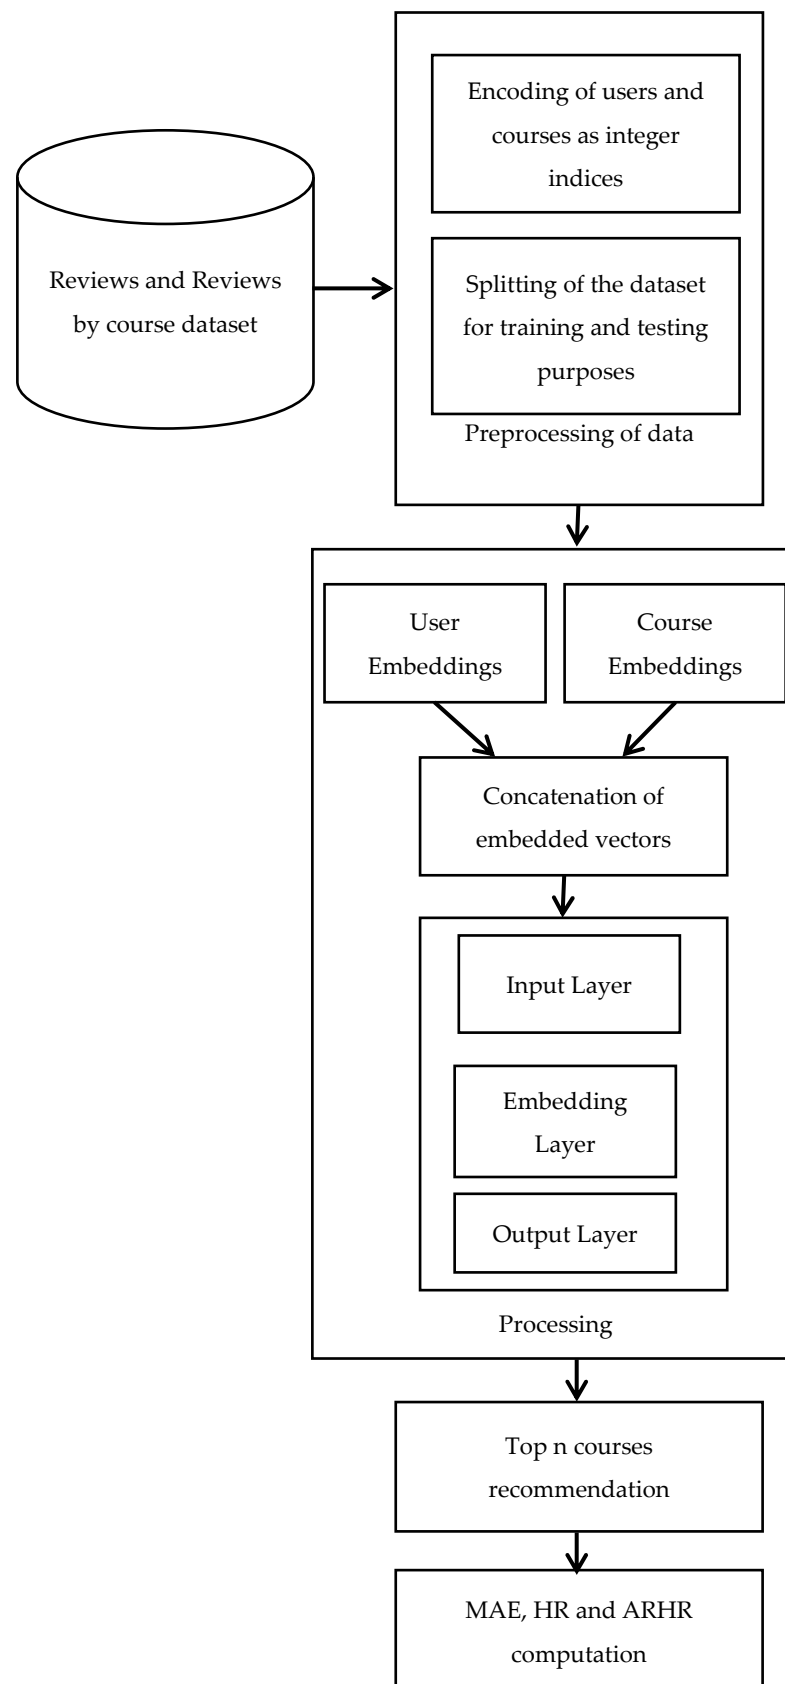 Encoding of users and
courses as integer
indices
Reviews and Reviews
by course dataset
Splitting of the dataset
for training and testing
purposes
Preprocessing of data
User
Embeddings
Course
Embeddings
Concatenation of
embedded vectors
Input Layer
Embedding
Layer
Output Layer
Processing
Top n courses
recommendation
MAE, HR and ARHR
computation